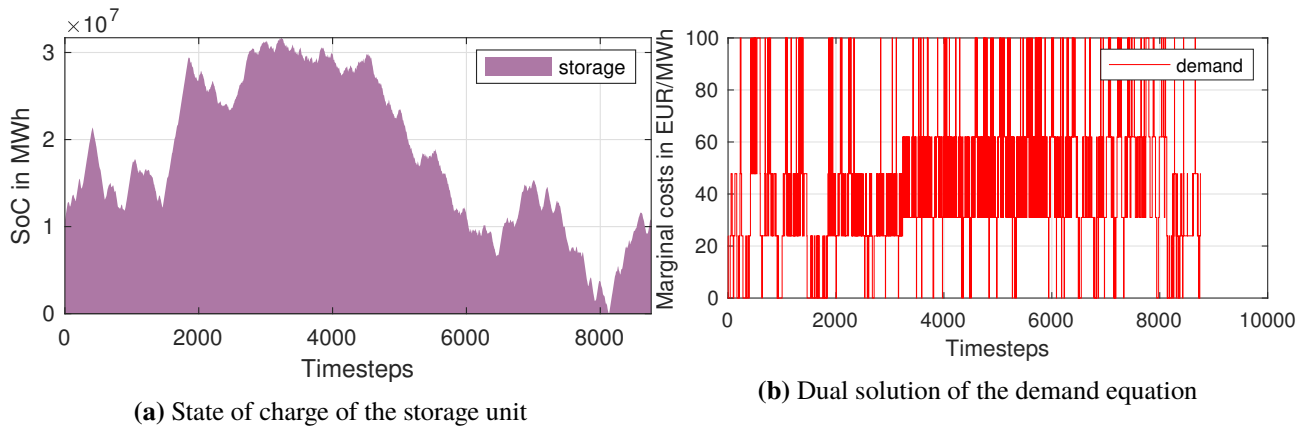 ×10^7
3
2
1
0
SoC in MWh
storage
0
2000
4000
6000
8000
Timesteps
(a) State of charge of the storage unit
100
80
60
40
20
0
Marginal costs in EUR/MWh
demand
0
2000
4000
6000
8000
10000
Timesteps
(b) Dual solution of the demand equation